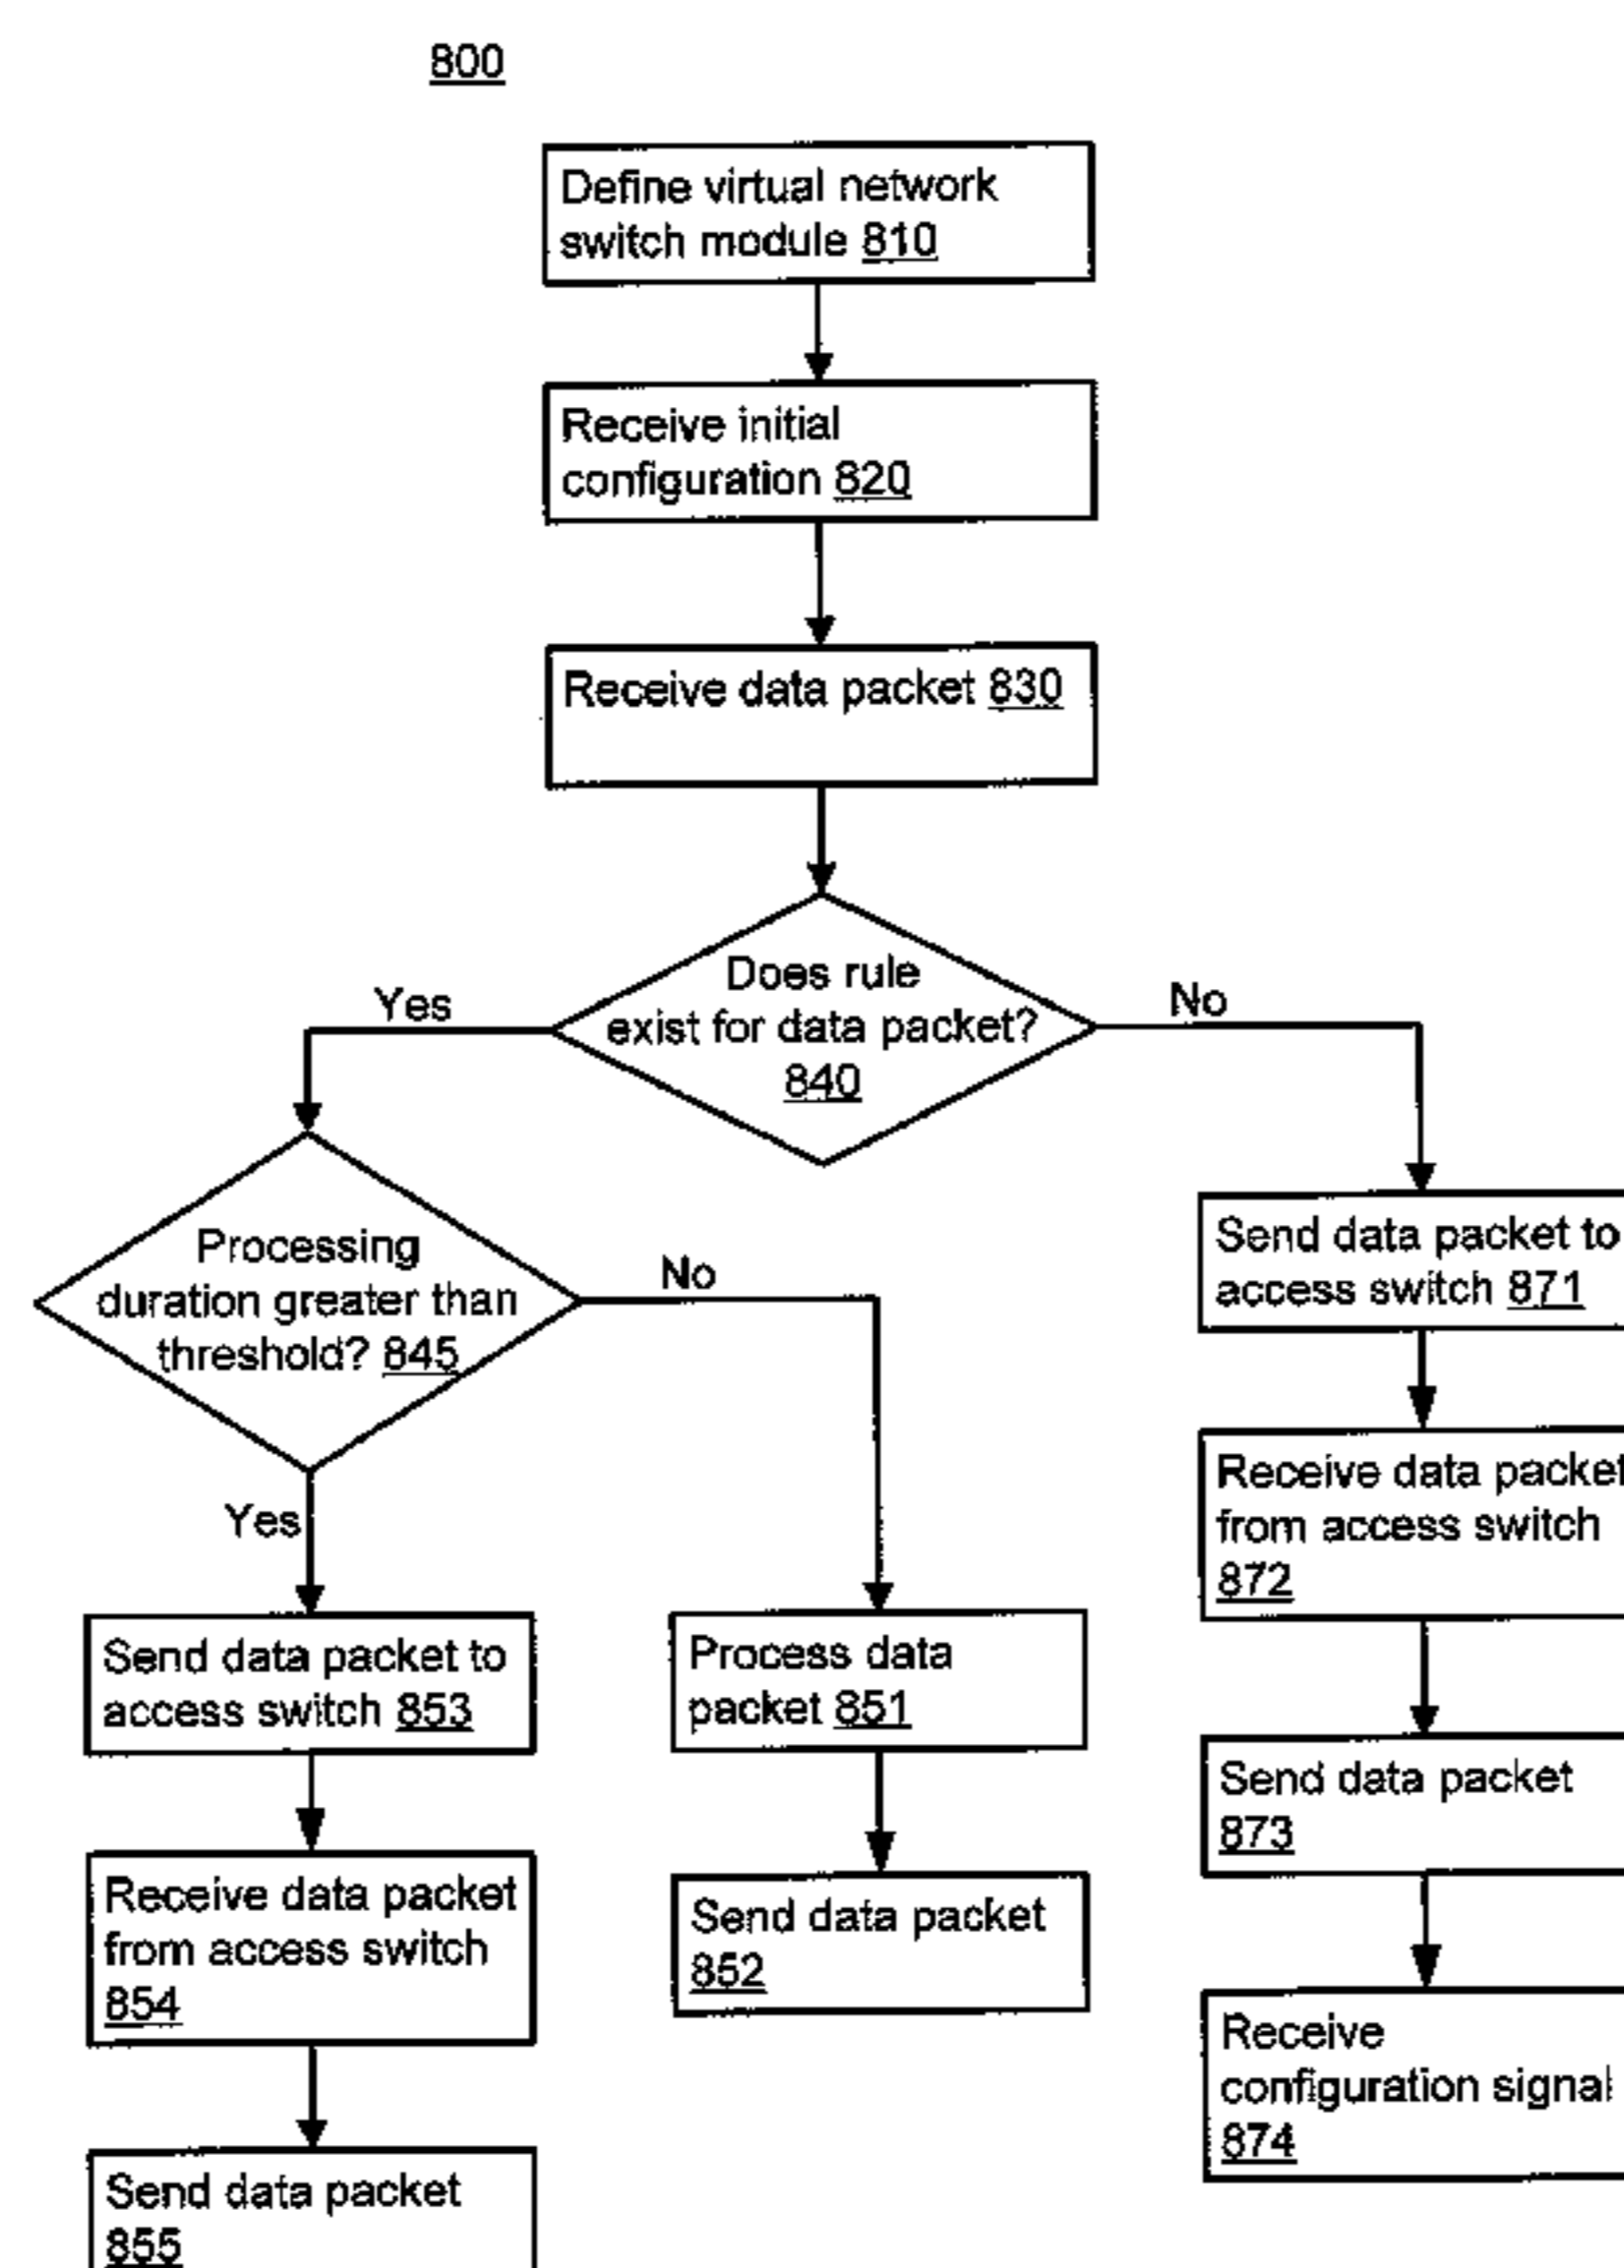 800
Define virtual network
switch module 810
Receive initial
configuration 820
Receive data packet 830
Does rule
exist for data packet?
840
Yes
No
Processing
duration greater than
threshold? 845
No
Yes
Send data packet to
access switch 871
Receive data packet
from access switch
872
Send data packet to
access switch 853
Process data
packet 851
Send data packet
873
Receive data packet
from access switch
854
Send data packet
852
Receive
configuration signal
874
Send data packet
855